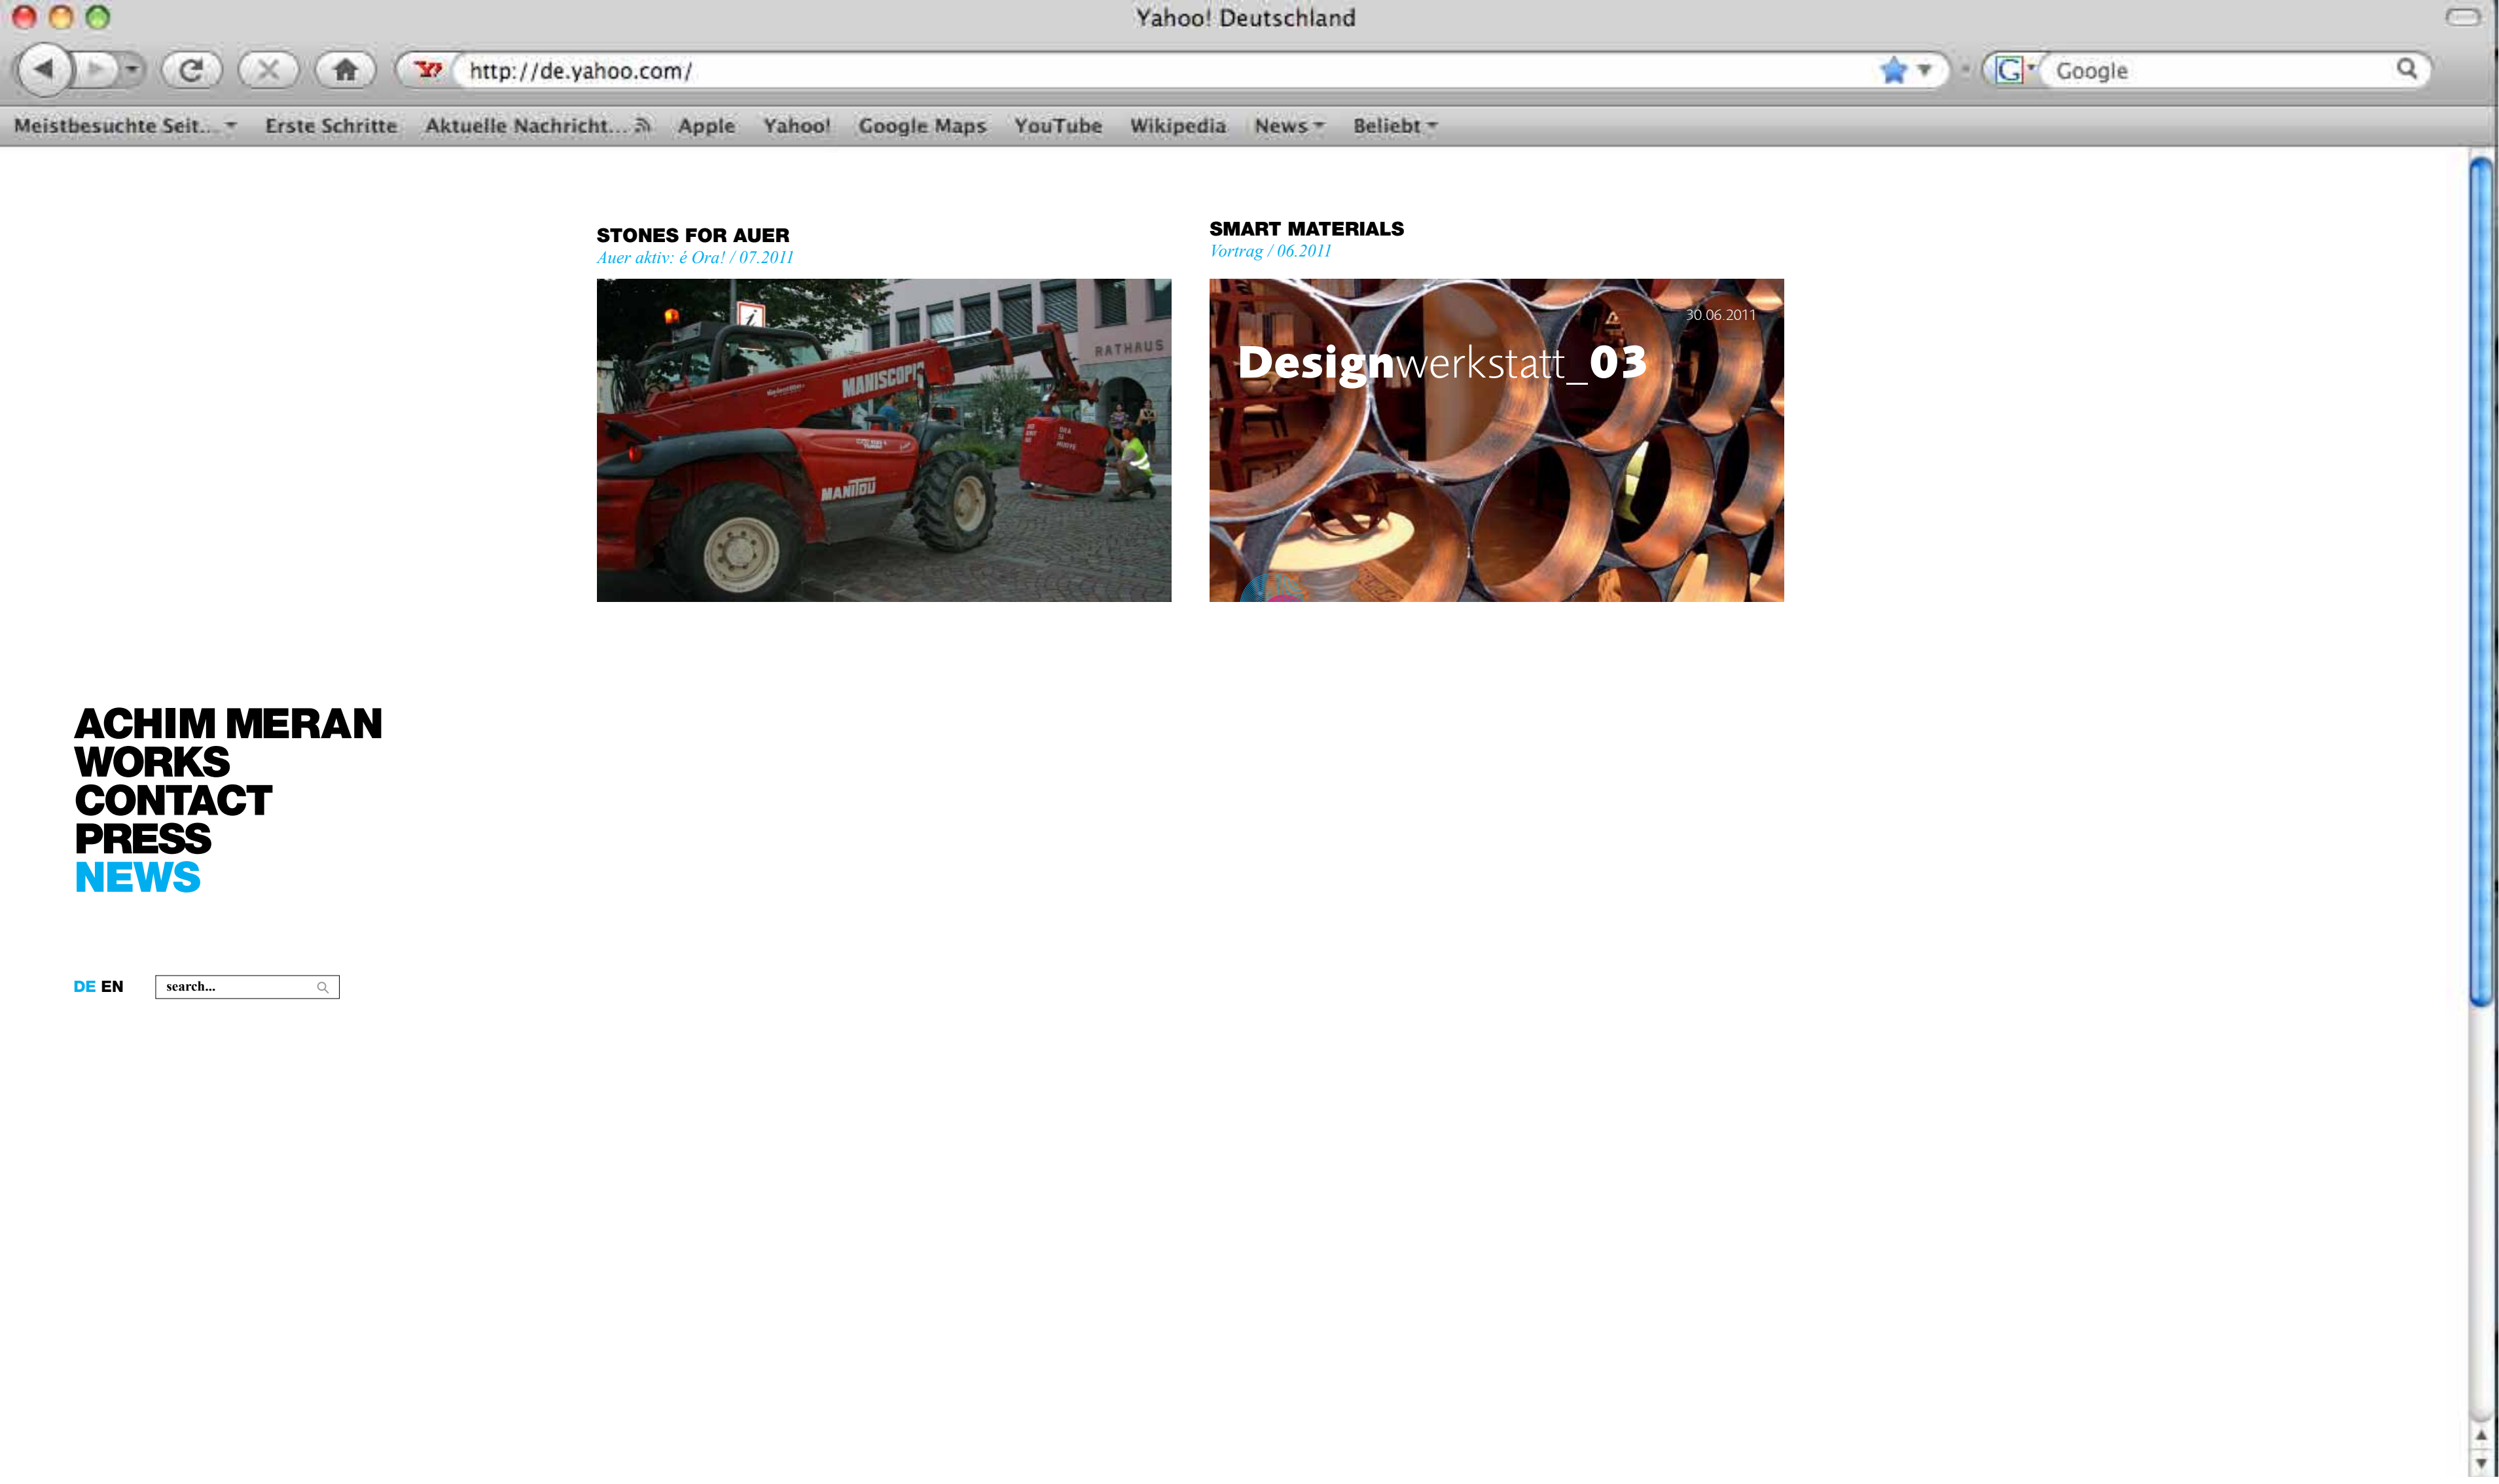 Yahoo! Deutschland
http://de.yahoo.com/
Google
Meistbesuchte Seit... Erste Schritte Aktuelle Nachricht... Apple Yahoo! Google Maps YouTube Wikipedia News Beliebt
STONES FOR AUER
Auer aktiv: é Ora! / 07.2011
MANISCOPIC
RATHAUS
MANITOU
SMART MATERIALS
Vortrag / 06.2011
30.06.2011
Designwerkstatt_03
ACHIM MERAN
WORKS
CONTACT
PRESS
NEWS
DE EN
search...